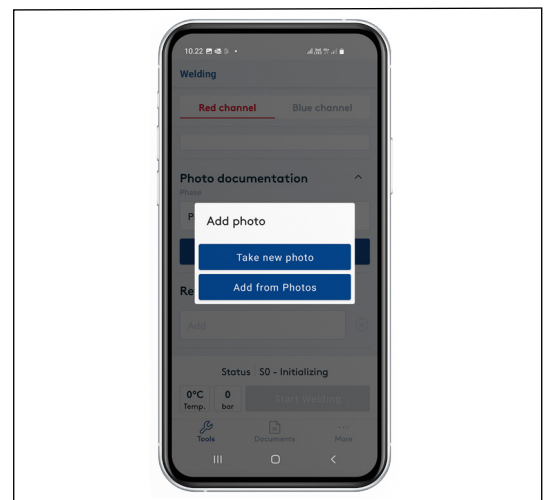 10.22
Welding
Red channel Blue channel
Photo documentation
Photo
P
Add photo
Take new photo
Add from Photos
Re
Add
Status S0 - Initializing
0°C 0 Start Welding
Temp. bar
Tools Documents More